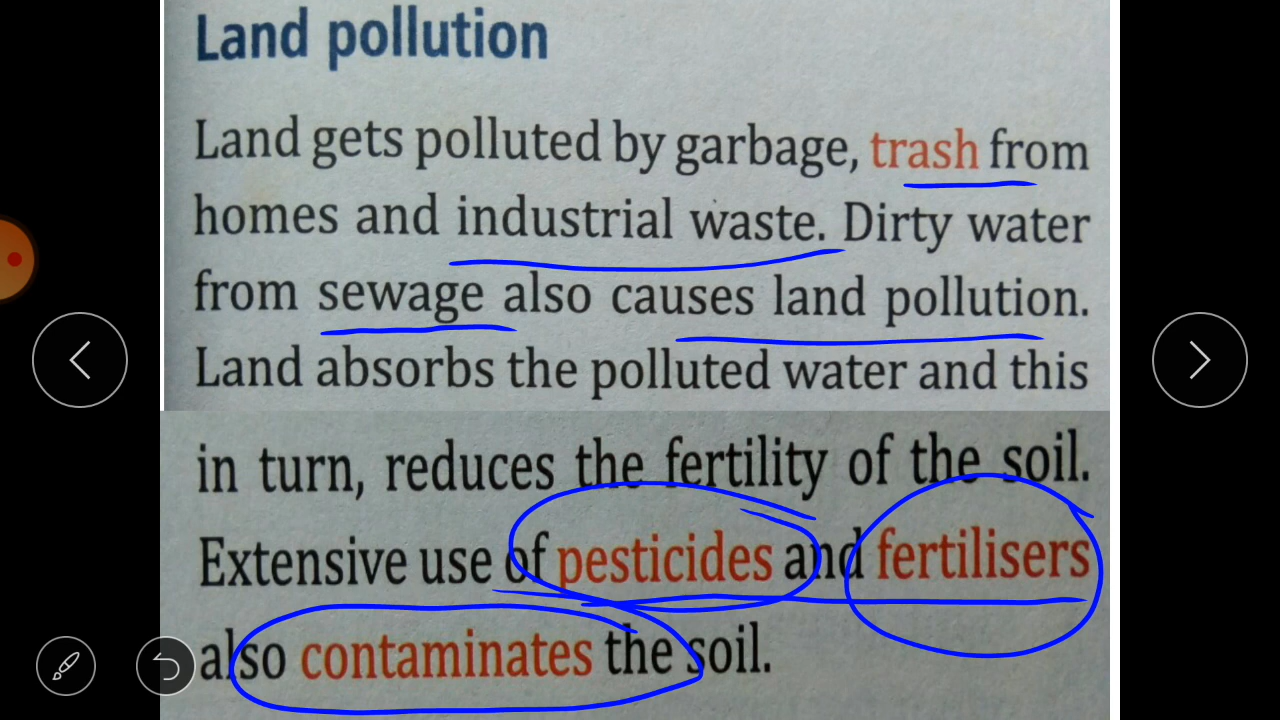 Land pollution
Land gets polluted by garbage, trash from
homes and industrial waste. Dirty water
from sewage also causes land pollution.
Land absorbs the polluted water and this
in turn, reduces the fertility of the soil.
Extensive use of pesticides and fertilisers
also contaminates the soil.